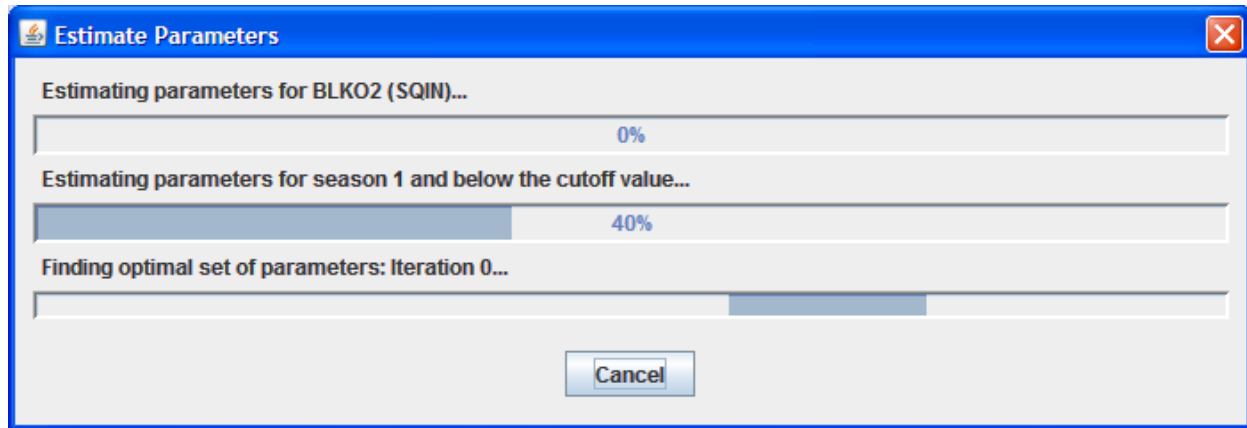 Estimate Parameters
Estimating parameters for BLKO2 (SQIN)...
0%
Estimating parameters for season 1 and below the cutoff value...
40%
Finding optimal set of parameters: Iteration 0...
Cancel